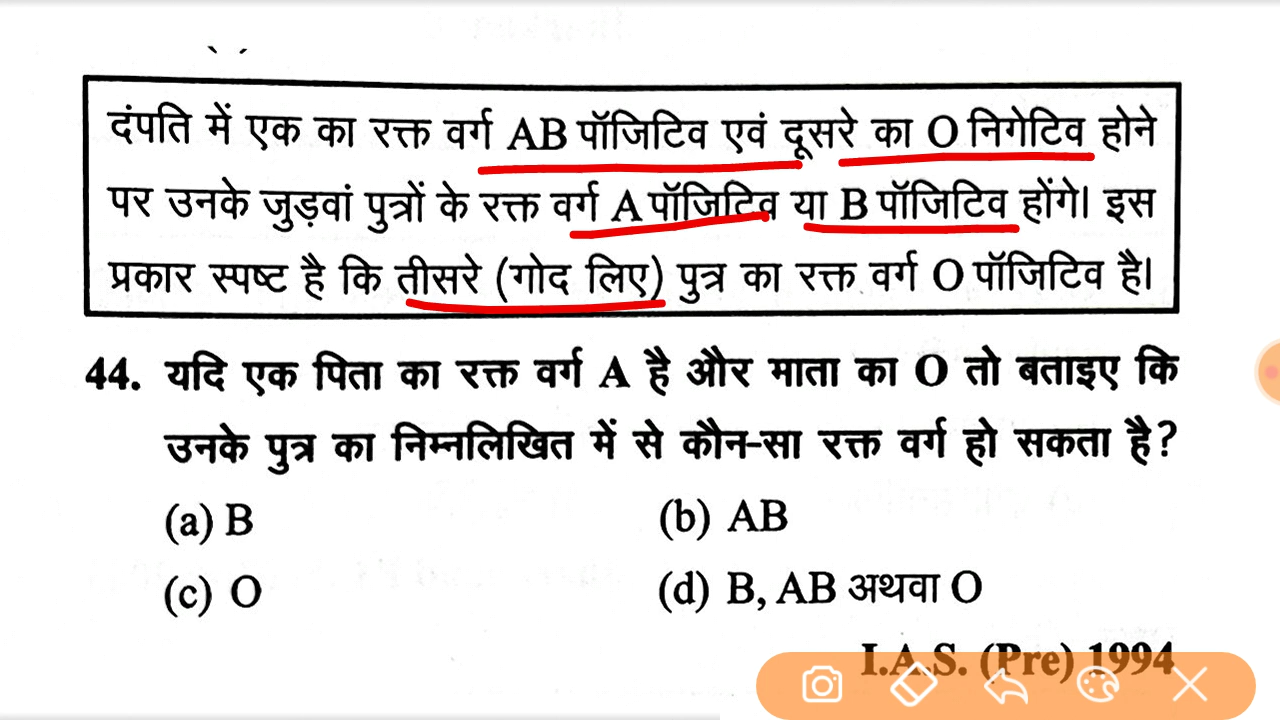 दंपति में एक का रक्त वर्ग AB पॉजिटिव एवं दूसरे का O निगेटिव होने
पर उनके जुड़वां पुत्रों के रक्त वर्ग A पॉजिटिव या B पॉजिटिव होंगे। इस
प्रकार स्पष्ट है कि तीसरे (गोद लिए) पुत्र का रक्त वर्ग O पॉजिटिव है।
44. यदि एक पिता का रक्त वर्ग A है और माता का O तो बताइए कि
उनके पुत्र का निम्नलिखित में से कौन-सा रक्त वर्ग हो सकता है?
(a) B (b) AB
(c) O (d) B, AB अथवा O
I.A.S. (Pre) 1994